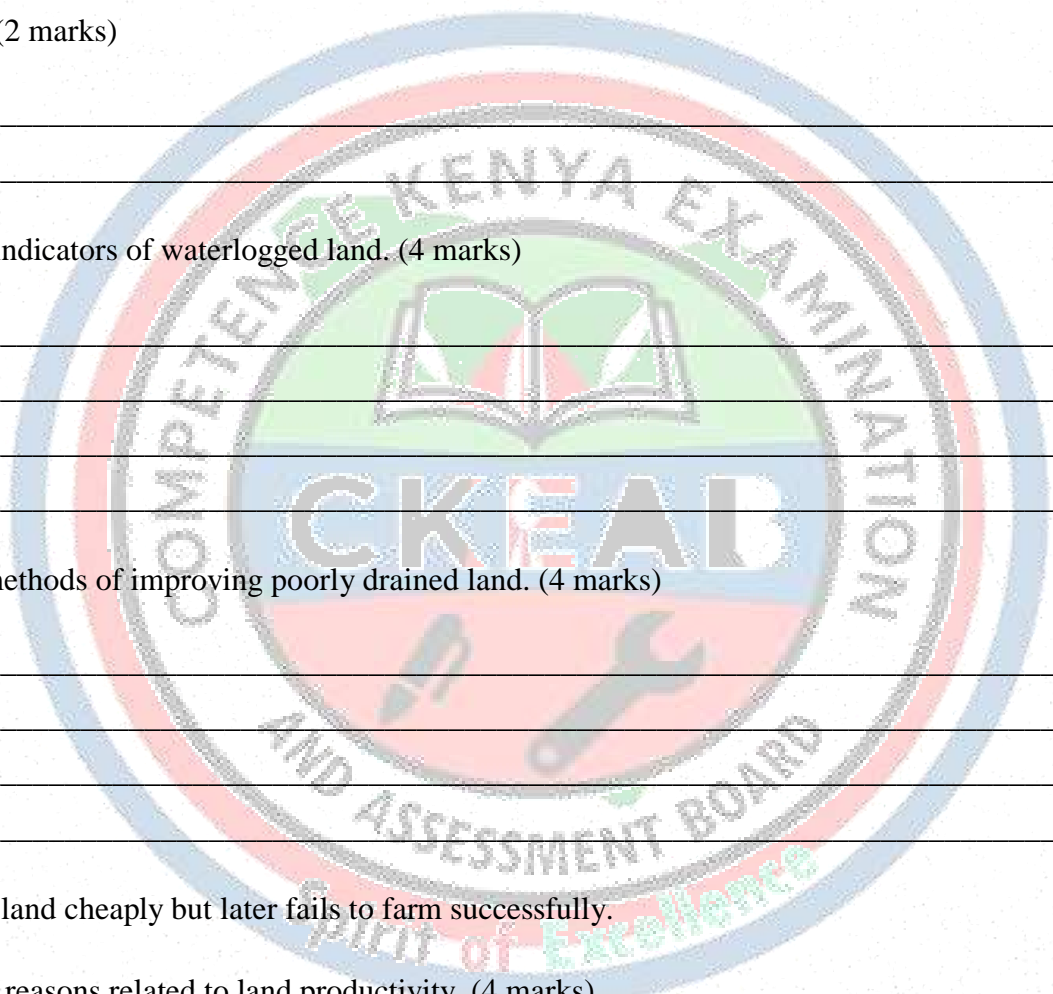 (2 marks)
indicators of waterlogged land. (4 marks)
methods of improving poorly drained land. (4 marks)
land cheaply but later fails to farm successfully.
reasons related to land productivity. (4 marks)
COMPETENCE KENYA EXAMINATION
AND ASSESSMENT BOARD
CKEAB
Spirit of Excellence